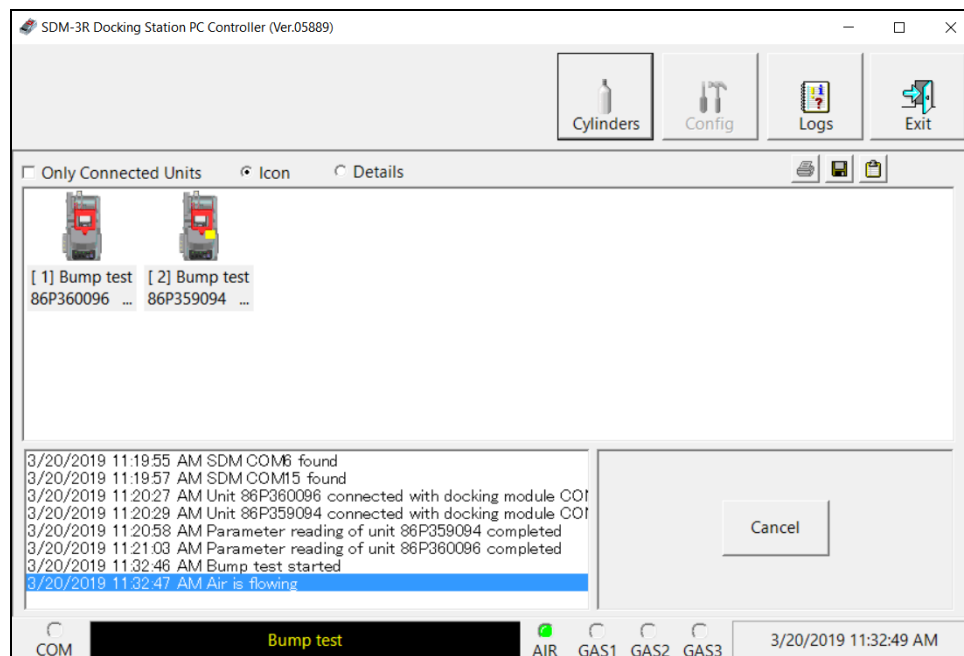 SDM-3R Docking Station PC Controller (Ver.05889)
Cylinders
Config
Logs
Exit
Only Connected Units
Icon
Details
[ 1] Bump test
86P360096 ...
[ 2] Bump test
86P359094 ...
3/20/2019 11:19:55 AM SDM COM6 found
3/20/2019 11:19:57 AM SDM COM15 found
3/20/2019 11:20:27 AM Unit 86P360096 connected with docking module COM
3/20/2019 11:20:29 AM Unit 86P359094 connected with docking module COM
3/20/2019 11:20:58 AM Parameter reading of unit 86P359094 completed
3/20/2019 11:21:03 AM Parameter reading of unit 86P360096 completed
3/20/2019 11:32:46 AM Bump test started
3/20/2019 11:32:47 AM Air is flowing
Cancel
COM
Bump test
AIR
GAS1
GAS2
GAS3
3/20/2019 11:32:49 AM